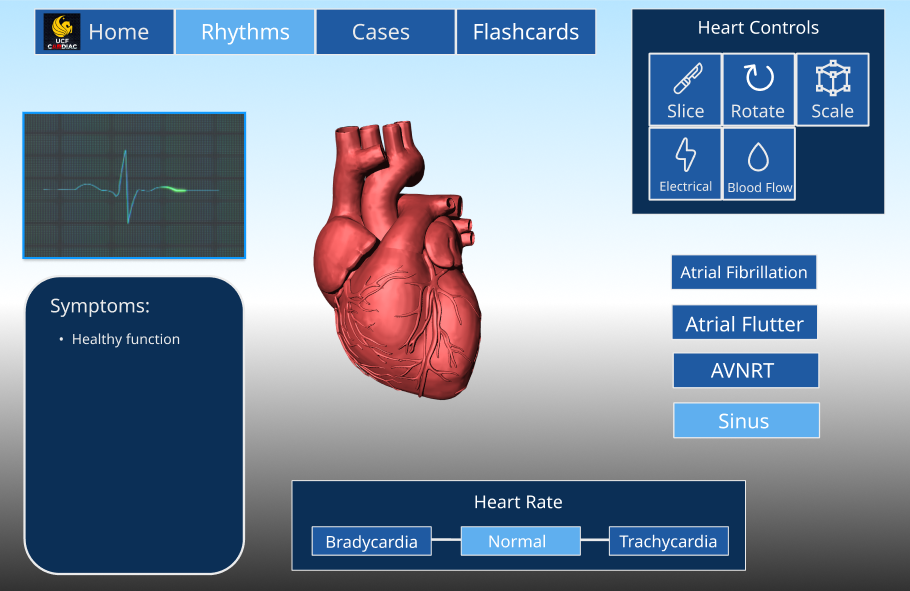 UCF
CARDIAC
Home
Rhythms
Cases
Flashcards
Heart Controls
Slice
Rotate
Scale
Electrical
Blood Flow
Symptoms:
• Healthy function
Atrial Fibrillation
Atrial Flutter
AVNRT
Sinus
Heart Rate
Bradycardia
Normal
Trachycardia